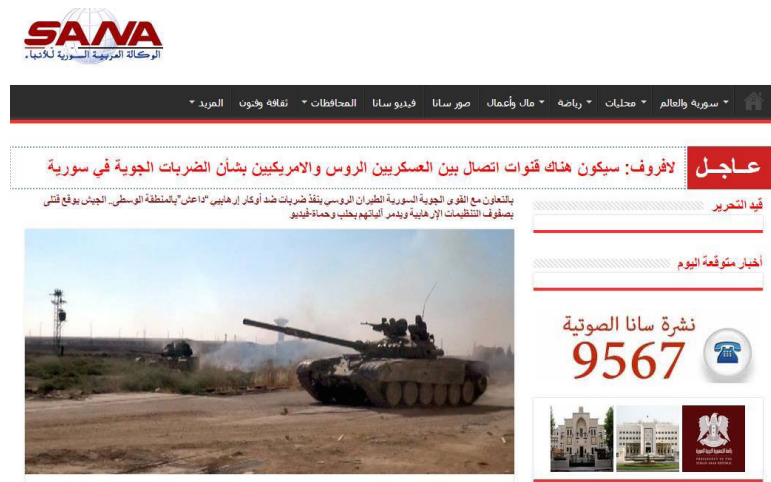 SANA
الوكالة العربية السورية للأنباء
سورية والعالم
محليات
رياضة
مال وأعمال
صور سانا
فيديو سانا
المحافظات
ثقافة وفنون
المزيد
عـاجـل
لافروف: سيكون هناك قنوات اتصال بين العسكريين الروس والامريكيين بشأن الضربات الجوية في سورية
قيد التحرير
أخبار متوقعة اليوم
بالتعاون مع القوى الجوية السورية الطيران الروسي ينفذ ضربات ضد أوكار إرهابيي "داعش"بالمنطقة الوسطى.. الجيش يوقع قتلى
بصفوف التنظيمات الإرهابية ويدمر آلياتهم بحلب وحماة-فيديو
نشرة سانا الصوتية
9567